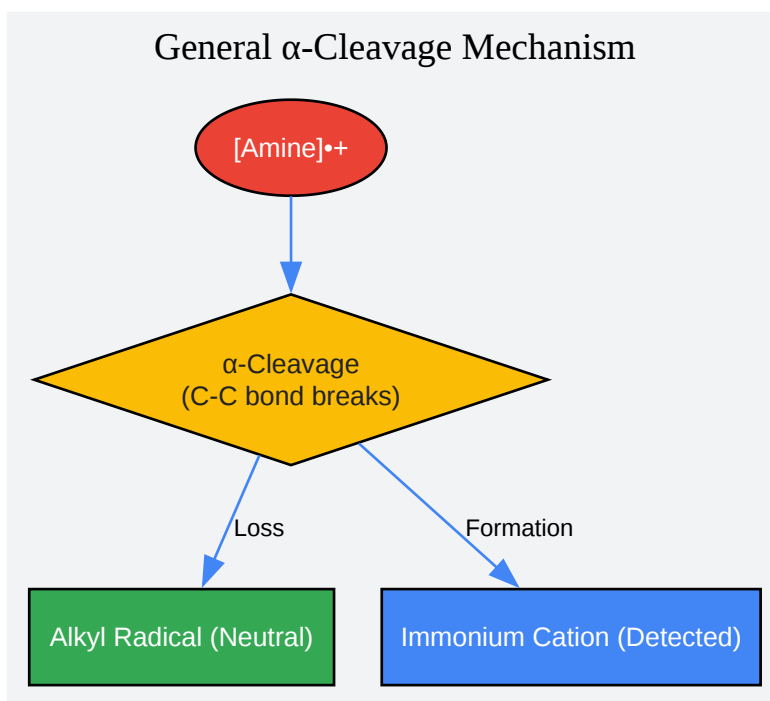 General α-Cleavage Mechanism
[Amine]•+
α-Cleavage
(C-C bond breaks)
Loss
Formation
Alkyl Radical (Neutral)
Immonium Cation (Detected)